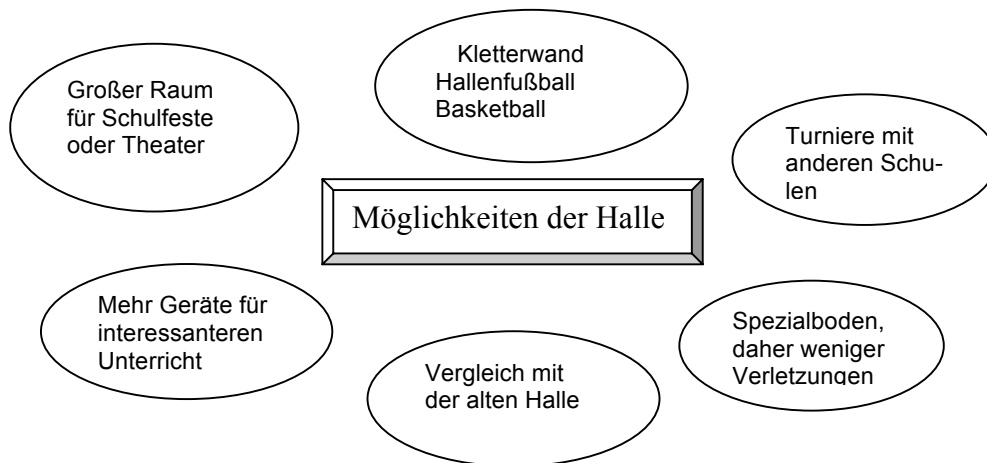 Kletterwand
Hallenfußball
Basketball
Großer Raum
für Schulfeste
oder Theater
Turniere mit
anderen Schu-
len
Möglichkeiten der Halle
Mehr Geräte für
interessanteren
Unterricht
Spezialboden,
daher weniger
Verletzungen
Vergleich mit
der alten Halle